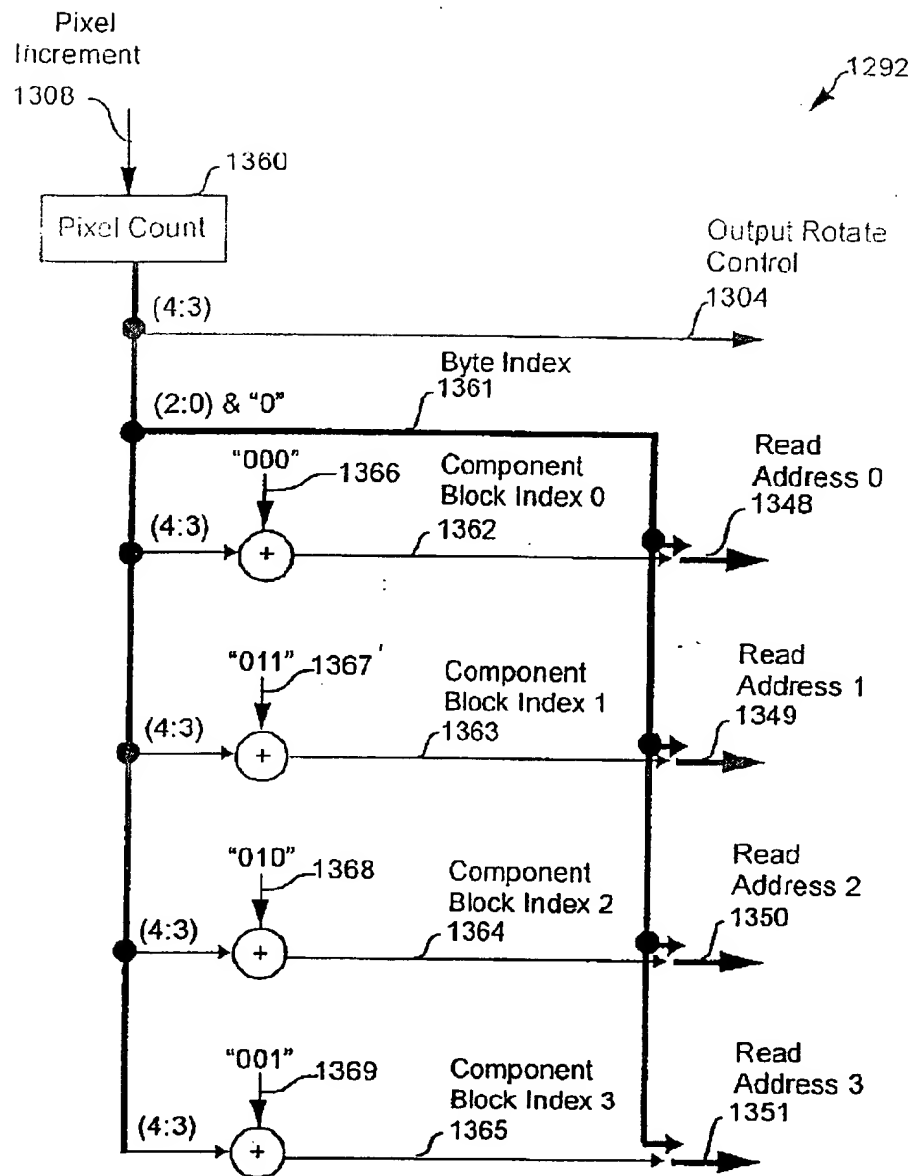 Pixel
Increment
1308
1292
1360
Pixel Count
Output Rotate
Control
1304
(4:3)
Byte Index
1361
(2:0) & “0”
“000”
1366
Component
Block Index 0
1362
Read
Address 0
1348
(4:3)
+
“011”
1367
Component
Block Index 1
1363
Read
Address 1
1349
(4:3)
+
“010”
1368
Component
Block Index 2
1364
Read
Address 2
1350
(4:3)
+
“001”
1369
Component
Block Index 3
1365
Read
Address 3
1351
(4:3)
+